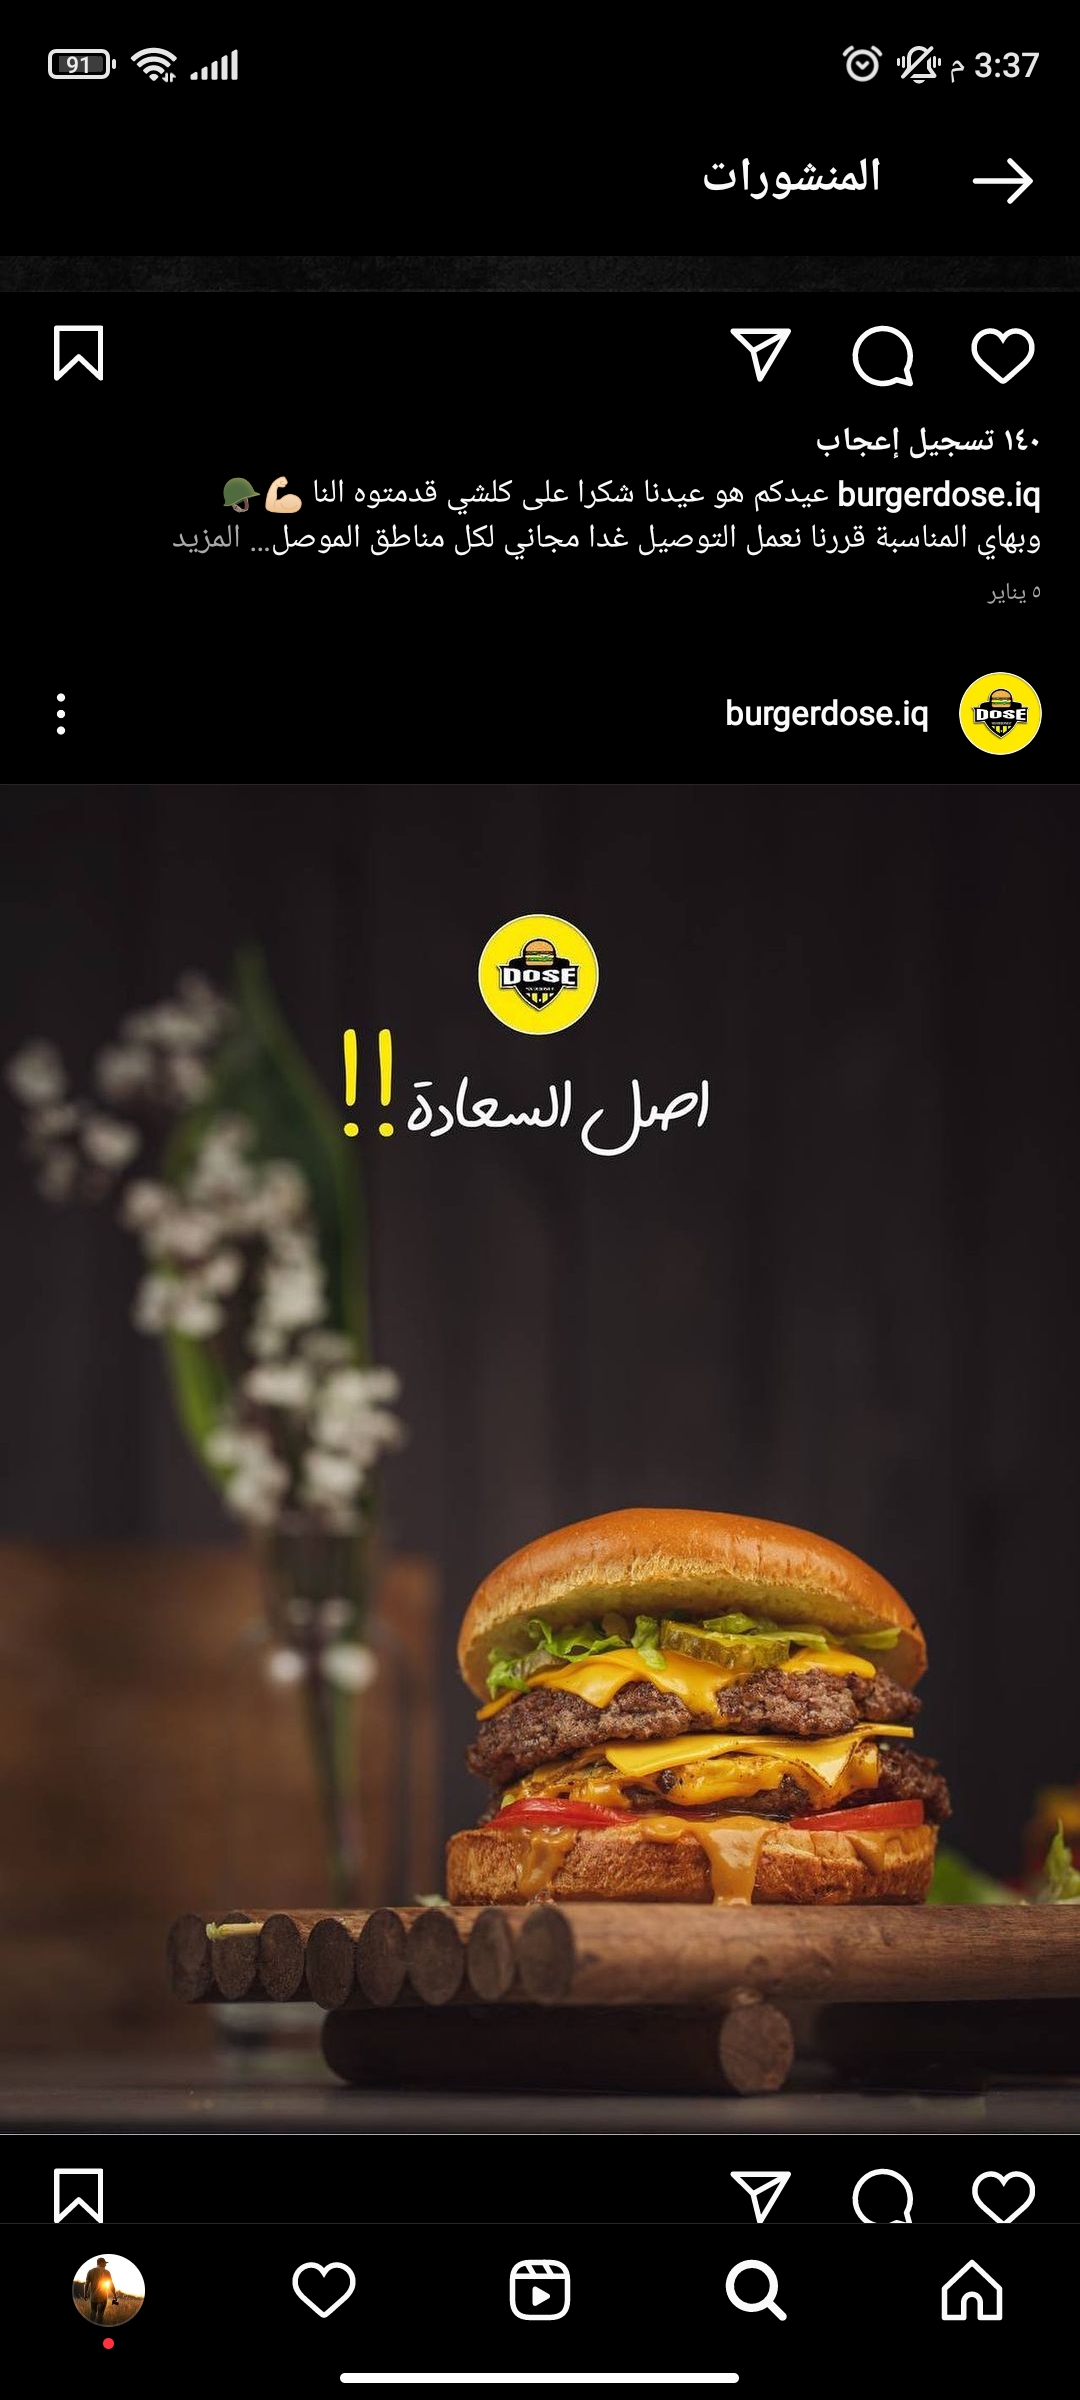 91
3:37 م
المنشورات
١٤٠ تسجيل إعجاب
burgerdose.iq عيدكم هو عيدنا شكرا على كلشي قدمتوه النا
وبهاي المناسبة قررنا نعمل التوصيل غدا مجاني لكل مناطق الموصل... المزيد
٥ يناير
burgerdose.iq
DOSE
DOSE
اصل السعادة!!